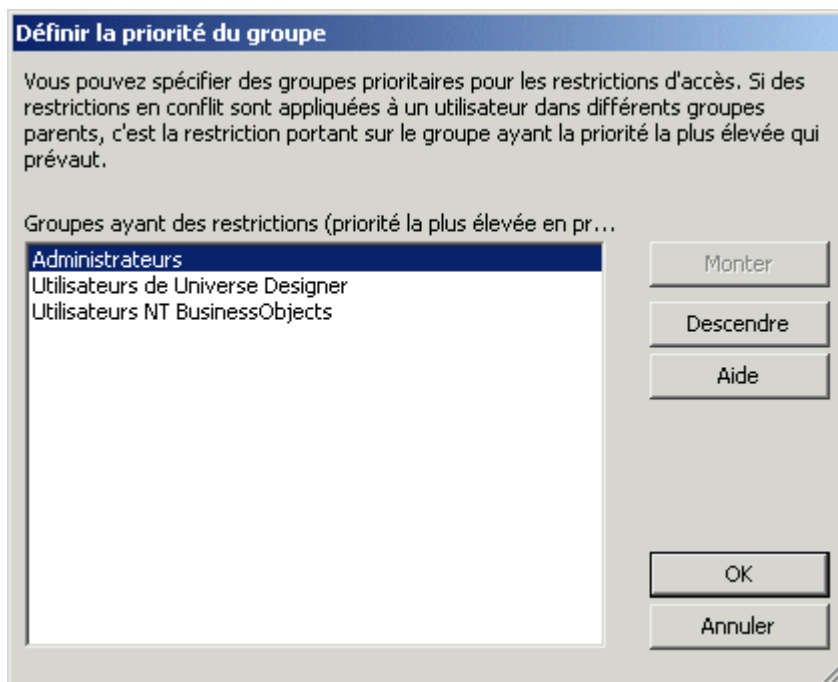 Définir la priorité du groupe
Vous pouvez spécifier des groupes prioritaires pour les restrictions d'accès. Si des
restrictions en conflit sont appliquées à un utilisateur dans différents groupes
parents, c'est la restriction portant sur le groupe ayant la priorité la plus élevée qui
prévaut.
Groupes ayant des restrictions (priorité la plus élevée en pr...
Administrateurs
Utilisateurs de Universe Designer
Utilisateurs NT BusinessObjects
Monter
Descendre
Aide
OK
Annuler